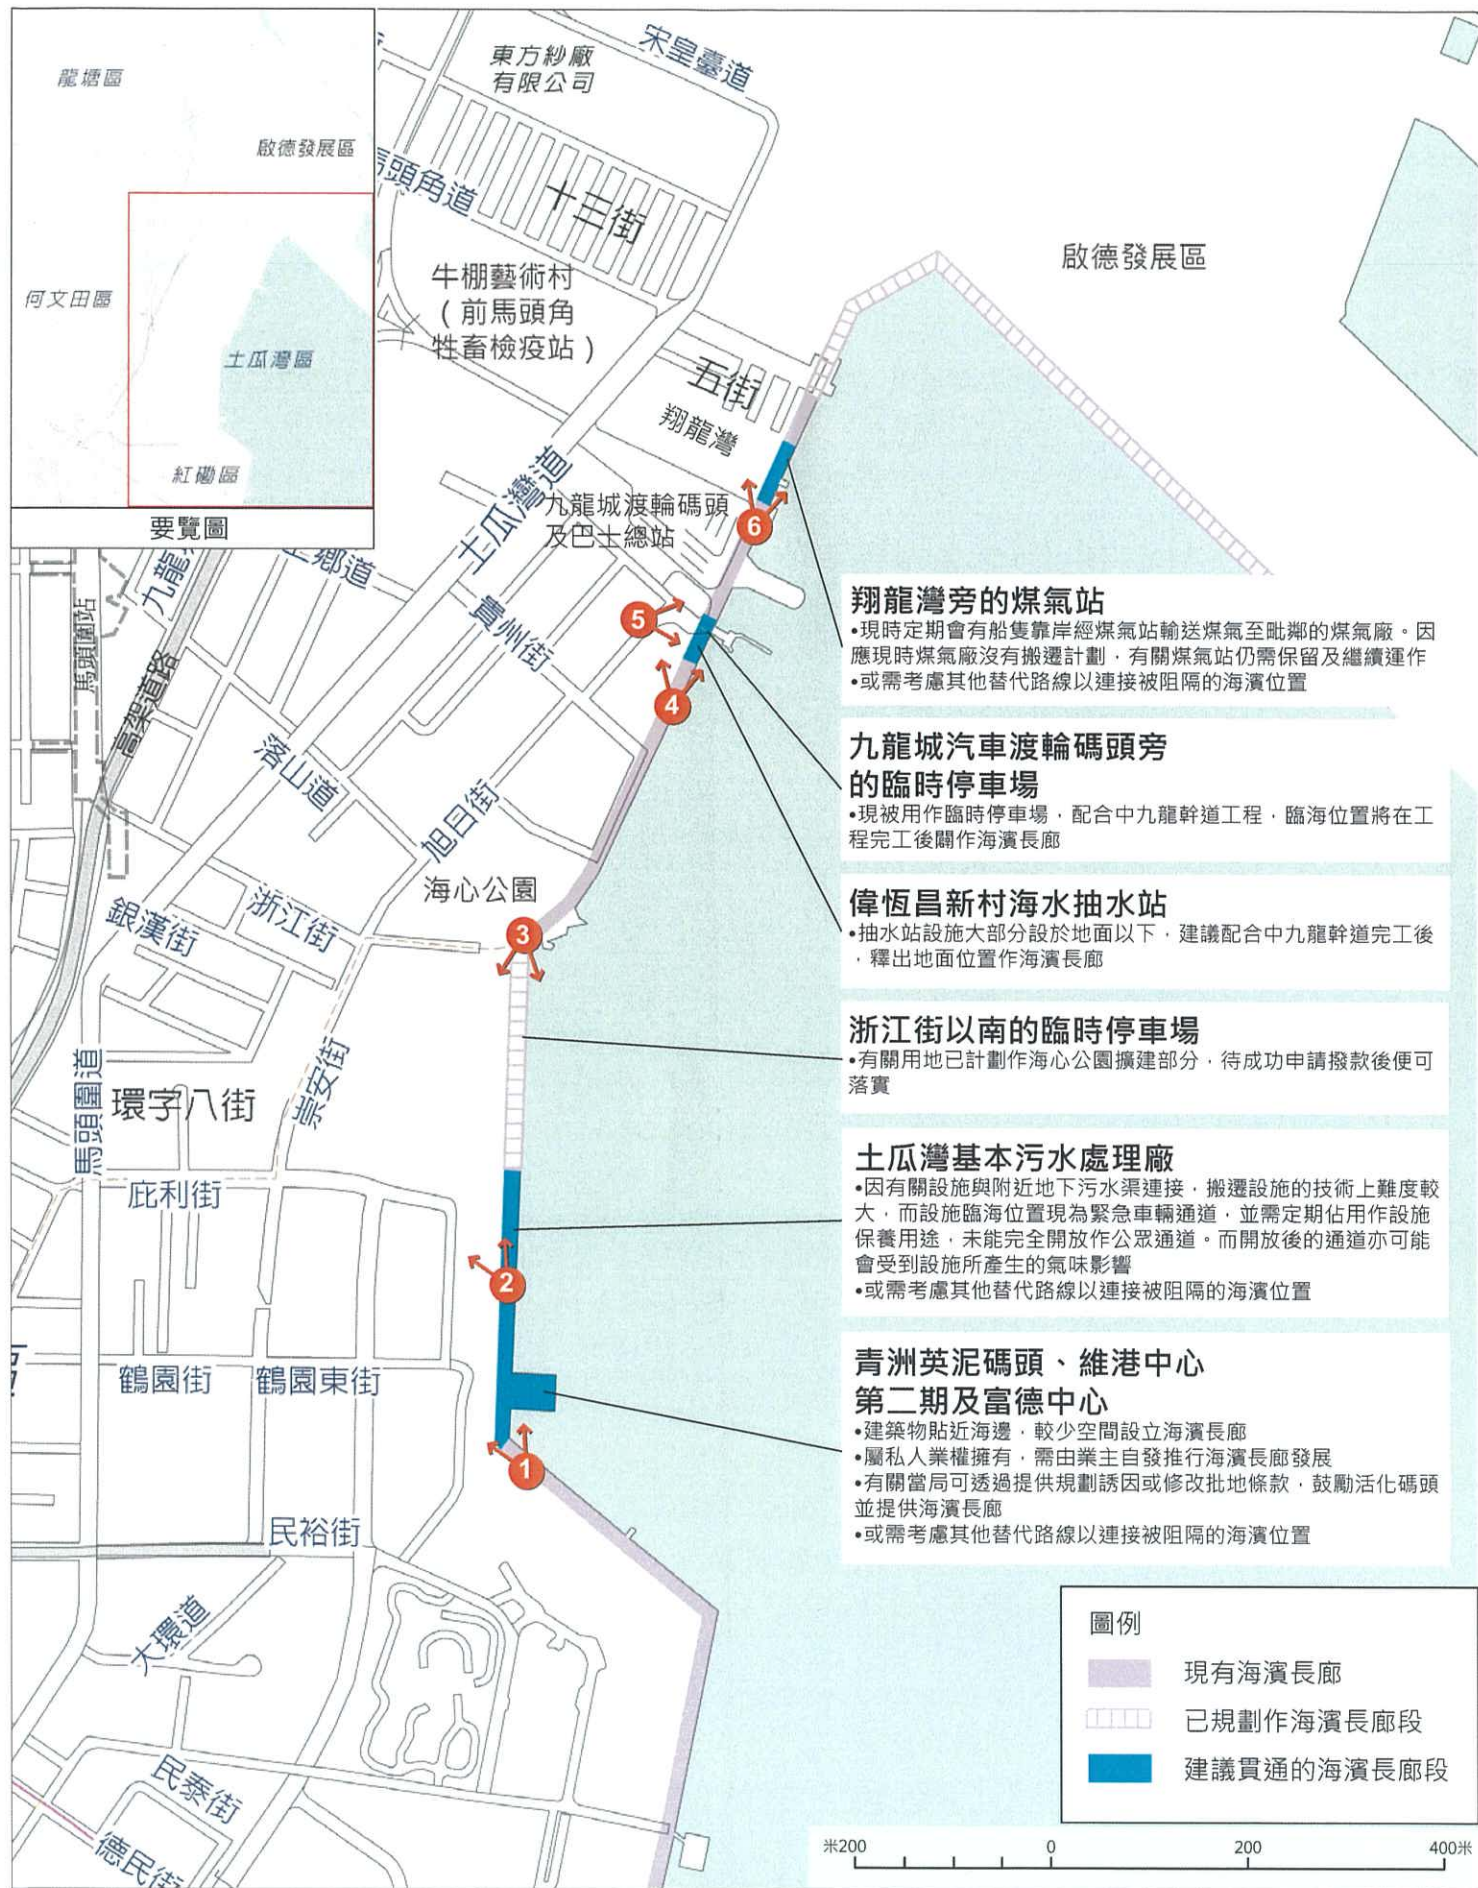 龍塘區
啟德發展區
何文田區
土瓜灣區
紅磡區
要覽圖
東方紗廠
有限公司
宋皇臺道
馬頭角道
十三街
牛棚藝術村
（前馬頭角
牲畜檢疫站）
啟德發展區
五街
翔龍灣
土瓜灣道
九龍城渡輪碼頭
及巴士總站
6
上鄉道
貴州街
5
4
馬頭圍站
高架道路
落山道
旭日街
海心公園
3
銀漢街
浙江街
崇安街
馬頭圍道
環字八街
庇利街
2
鶴園街
鶴園東街
1
民裕街
大環道
民泰街
德民街
翔龍灣旁的煤氣站
•現時定期會有船隻靠岸經煤氣站輸送煤氣至毗鄰的煤氣廠。因
應現時煤氣廠沒有搬遷計劃，有關煤氣站仍需保留及繼續運作
•或需考慮其他替代路線以連接被阻隔的海濱位置
九龍城汽車渡輪碼頭旁
的臨時停車場
•現被用作臨時停車場，配合中九龍幹道工程，臨海位置將在工
程完工後闢作海濱長廊
偉恆昌新村海水抽水站
•抽水站設施大部分設於地面以下，建議配合中九龍幹道完工後
，釋出地面位置作海濱長廊
浙江街以南的臨時停車場
•有關用地已計劃作海心公園擴建部分，待成功申請撥款後便可
落實
土瓜灣基本污水處理廠
•因有關設施與附近地下污水渠連接，搬遷設施的技術上難度較
大，而設施臨海位置現為緊急車輛通道，並需定期佔用作設施
保養用途，未能完全開放作公眾通道。而開放後的通道亦可能
會受到設施所產生的氣味影響
•或需考慮其他替代路線以連接被阻隔的海濱位置
青洲英泥碼頭、維港中心
第二期及富德中心
•建築物貼近海邊，較少空間設立海濱長廊
•屬私人業權擁有，需由業主自發推行海濱長廊發展
•有關當局可透過提供規劃誘因或修改批地條款，鼓勵活化碼頭
並提供海濱長廊
•或需考慮其他替代路線以連接被阻隔的海濱位置
圖例
現有海濱長廊
已規劃作海濱長廊段
建議貫通的海濱長廊段
米200 0 200 400米